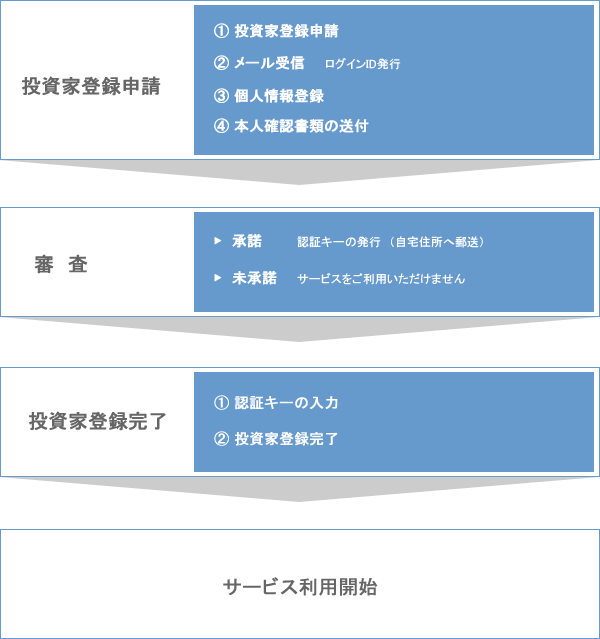 投資家登録申請
① 投資家登録申請
② メール受信 ログインID発行
③ 個人情報登録
④ 本人確認書類の送付
審 査
▶ 承諾 認証キーの発行 （自宅住所へ郵送）
▶ 未承諾 サービスをご利用いただけません
投資家登録完了
① 認証キーの入力
② 投資家登録完了
サービス利用開始